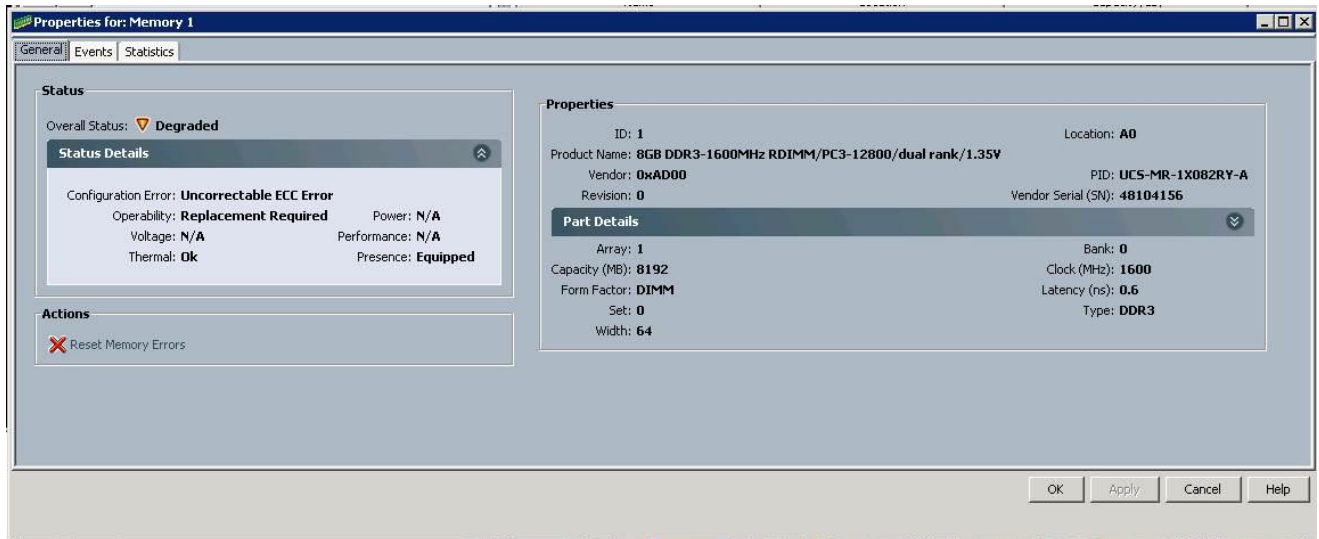 Properties for: Memory 1
General Events Statistics
Status
Overall Status: Degraded
Status Details
Configuration Error: Uncorrectable ECC Error
Operability: Replacement Required Power: N/A
Voltage: N/A Performance: N/A
Thermal: Ok Presence: Equipped
Actions
Reset Memory Errors
Properties
ID: 1 Location: A0
Product Name: 8GB DDR3-1600MHz RDIMM/PC3-12800/dual rank/1.35V
Vendor: 0xAD00 PID: UCS-MR-1X082RY-A
Revision: 0 Vendor Serial (SN): 48104156
Part Details
Array: 1 Bank: 0
Capacity (MB): 8192 Clock (MHz): 1600
Form Factor: DIMM Latency (ns): 0.6
Set: 0 Type: DDR3
Width: 64
OK Apply Cancel Help